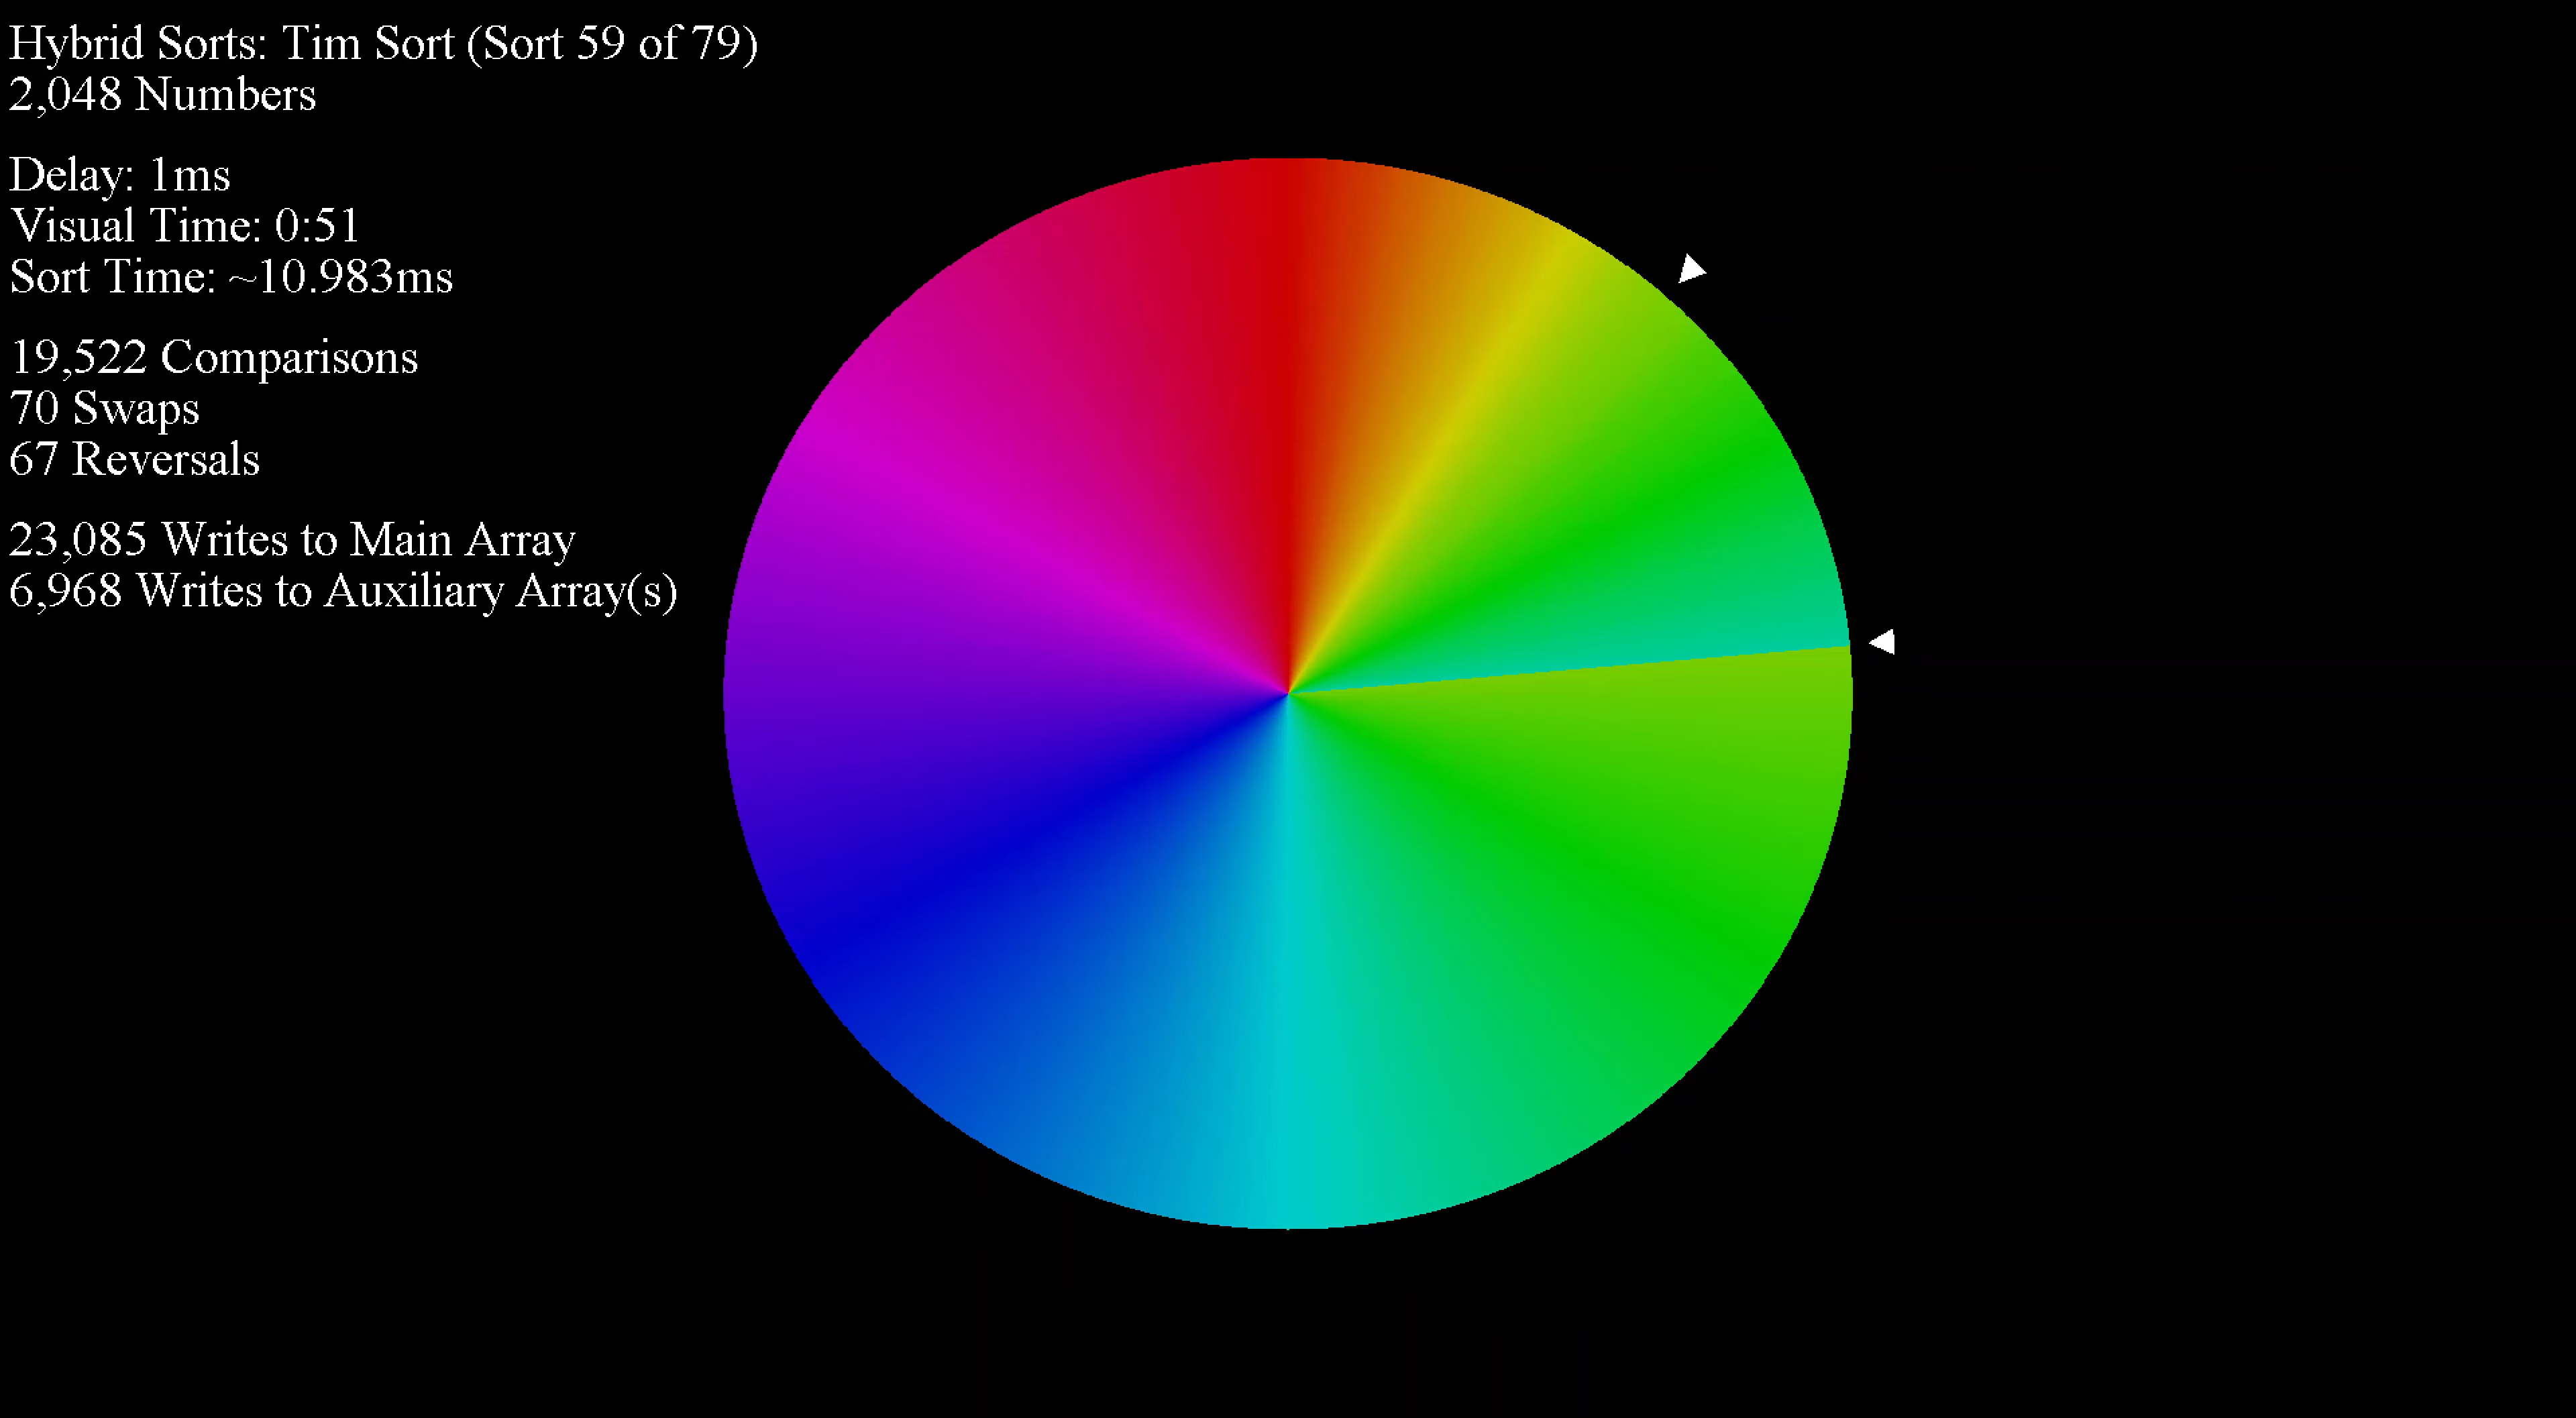 Hybrid Sorts: Tim Sort (Sort 59 of 79)
2,048 Numbers
Delay: 1ms
Visual Time: 0:51
Sort Time: ~10.983ms
19,522 Comparisons
70 Swaps
67 Reversals
23,085 Writes to Main Array
6,968 Writes to Auxiliary Array(s)